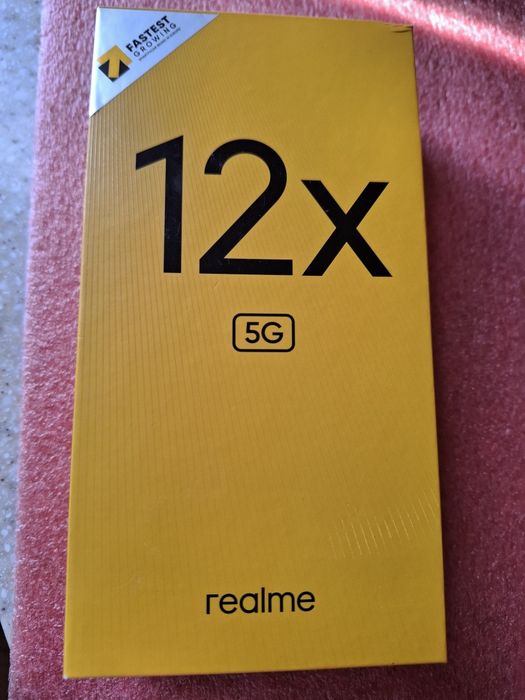 FASTEST
GROWING
12x
5G
realme